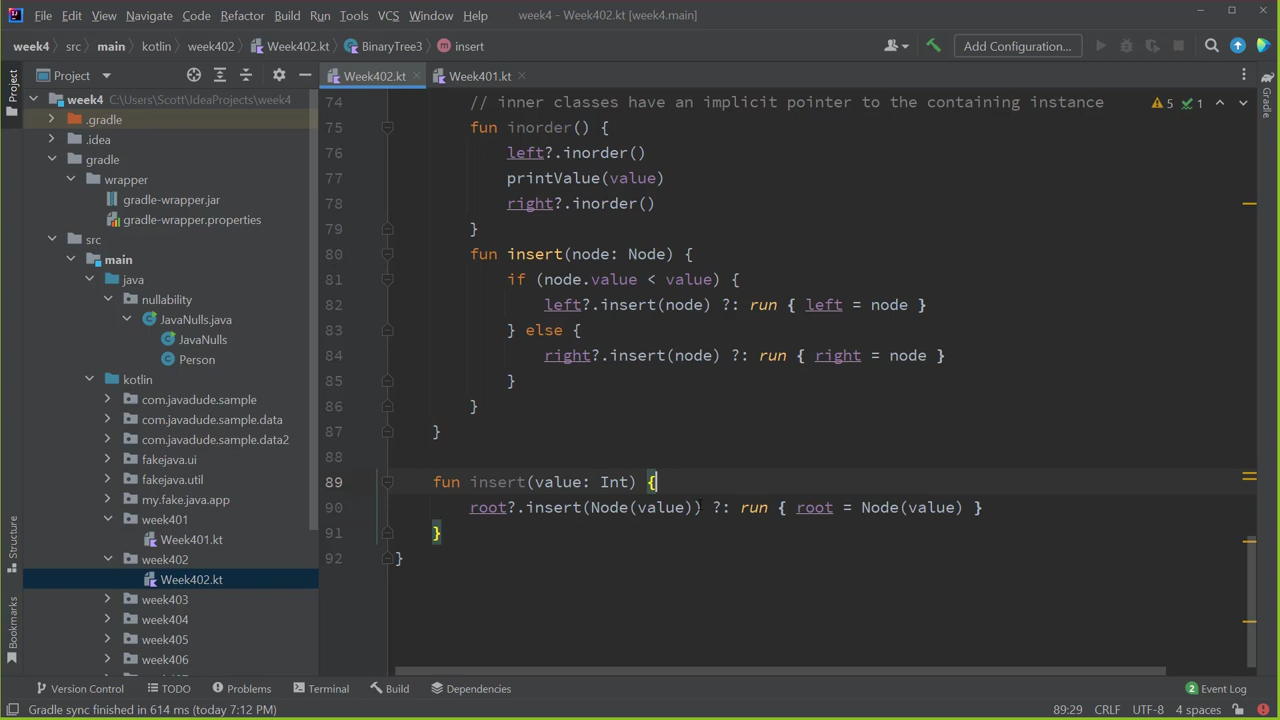 File Edit View Navigate Code Refactor Build Run Tools VCS Window Help week4 - Week402.kt [week4.main]
week4 src main kotlin week402 Week402.kt BinaryTree3 insert Add Configuration...
Project Week402.kt Week401.kt
week4 C:\Users\Scott\IdeaProjects\week4
.gradle
.idea
gradle
wrapper
gradle-wrapper.jar
gradle-wrapper.properties
src
main
java
nullability
JavaNulls.java
JavaNulls
Person
kotlin
com.javadude.sample
com.javadude.sample.data
com.javadude.sample.data2
fakejava.ui
fakejava.util
my.fake.java.app
week401
Week401.kt
week402
Week402.kt
week403
week404
week405
week406
Project
Structure
Bookmarks
74 // inner classes have an implicit pointer to the containing instance
75 fun inorder() {
76 left?.inorder()
77 printValue(value)
78 right?.inorder()
79 }
80 fun insert(node: Node) {
81 if (node.value < value) {
82 left?.insert(node) ?: run { left = node }
83 } else {
84 right?.insert(node) ?: run { right = node }
85 }
86 }
87 }
88
89 fun insert(value: Int) {
90 root?.insert(Node(value)) ?: run { root = Node(value) }
91 }
92 }
5 1
Gradle
Version Control TODO Problems Terminal Build Dependencies 2 Event Log
Gradle sync finished in 614 ms (today 7:12 PM) 89:29 CRLF UTF-8 4 spaces